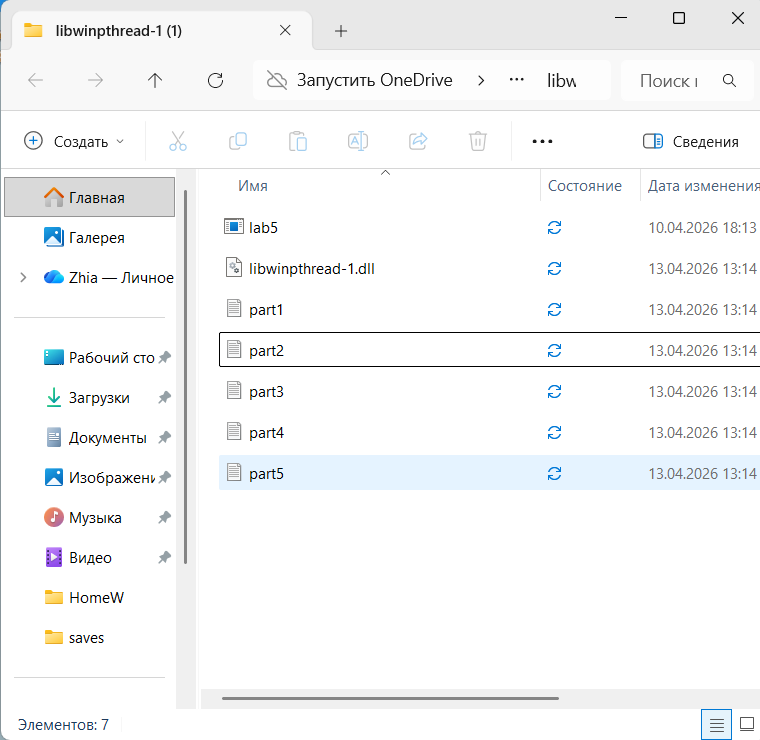 libwinpthread-1 (1)
Запустить OneDrive
libw
Поиск
Создать
Сведения
Имя
Состояние
Дата изменения
Главная
Галерея
Zhia — Личное
Рабочий сто
Загрузки
Документы
Изображени
Музыка
Видео
HomeW
saves
lab5 10.04.2026 18:13
libwinpthread-1.dll 13.04.2026 13:14
part1 13.04.2026 13:14
part2 13.04.2026 13:14
part3 13.04.2026 13:14
part4 13.04.2026 13:14
part5 13.04.2026 13:14
Элементов: 7